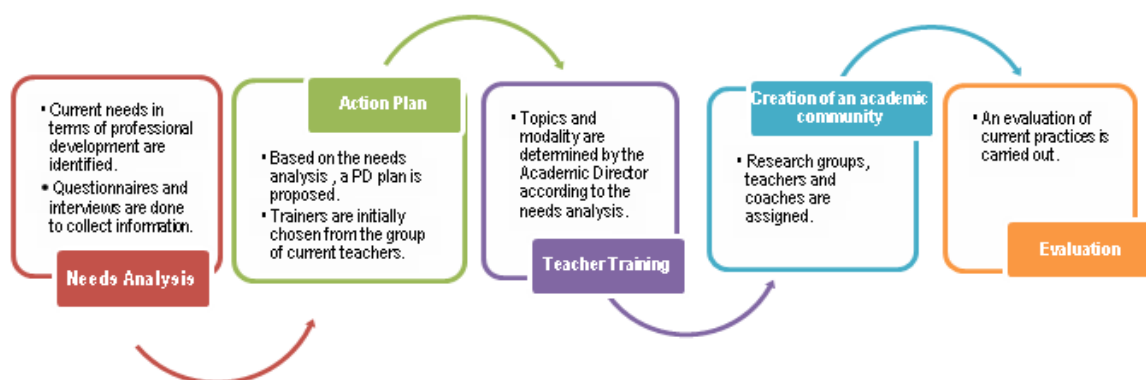 • Current needs in
terms of professional
development are
identified.
• Questionnaires and
interviews are done
to collect information.
Needs Analysis
Action Plan
• Based on the needs
analysis , a PD plan is
proposed.
• Trainers are initially
chosen from the group
of current teachers.
• Topics and
modality are
determined by the
Academic Director
according to the
needs analysis.
Teacher Training
Creation of an academic
community
• Research groups,
teachers and
coaches are
assigned.
• An evaluation of
current practices is
carried out.
Evaluation